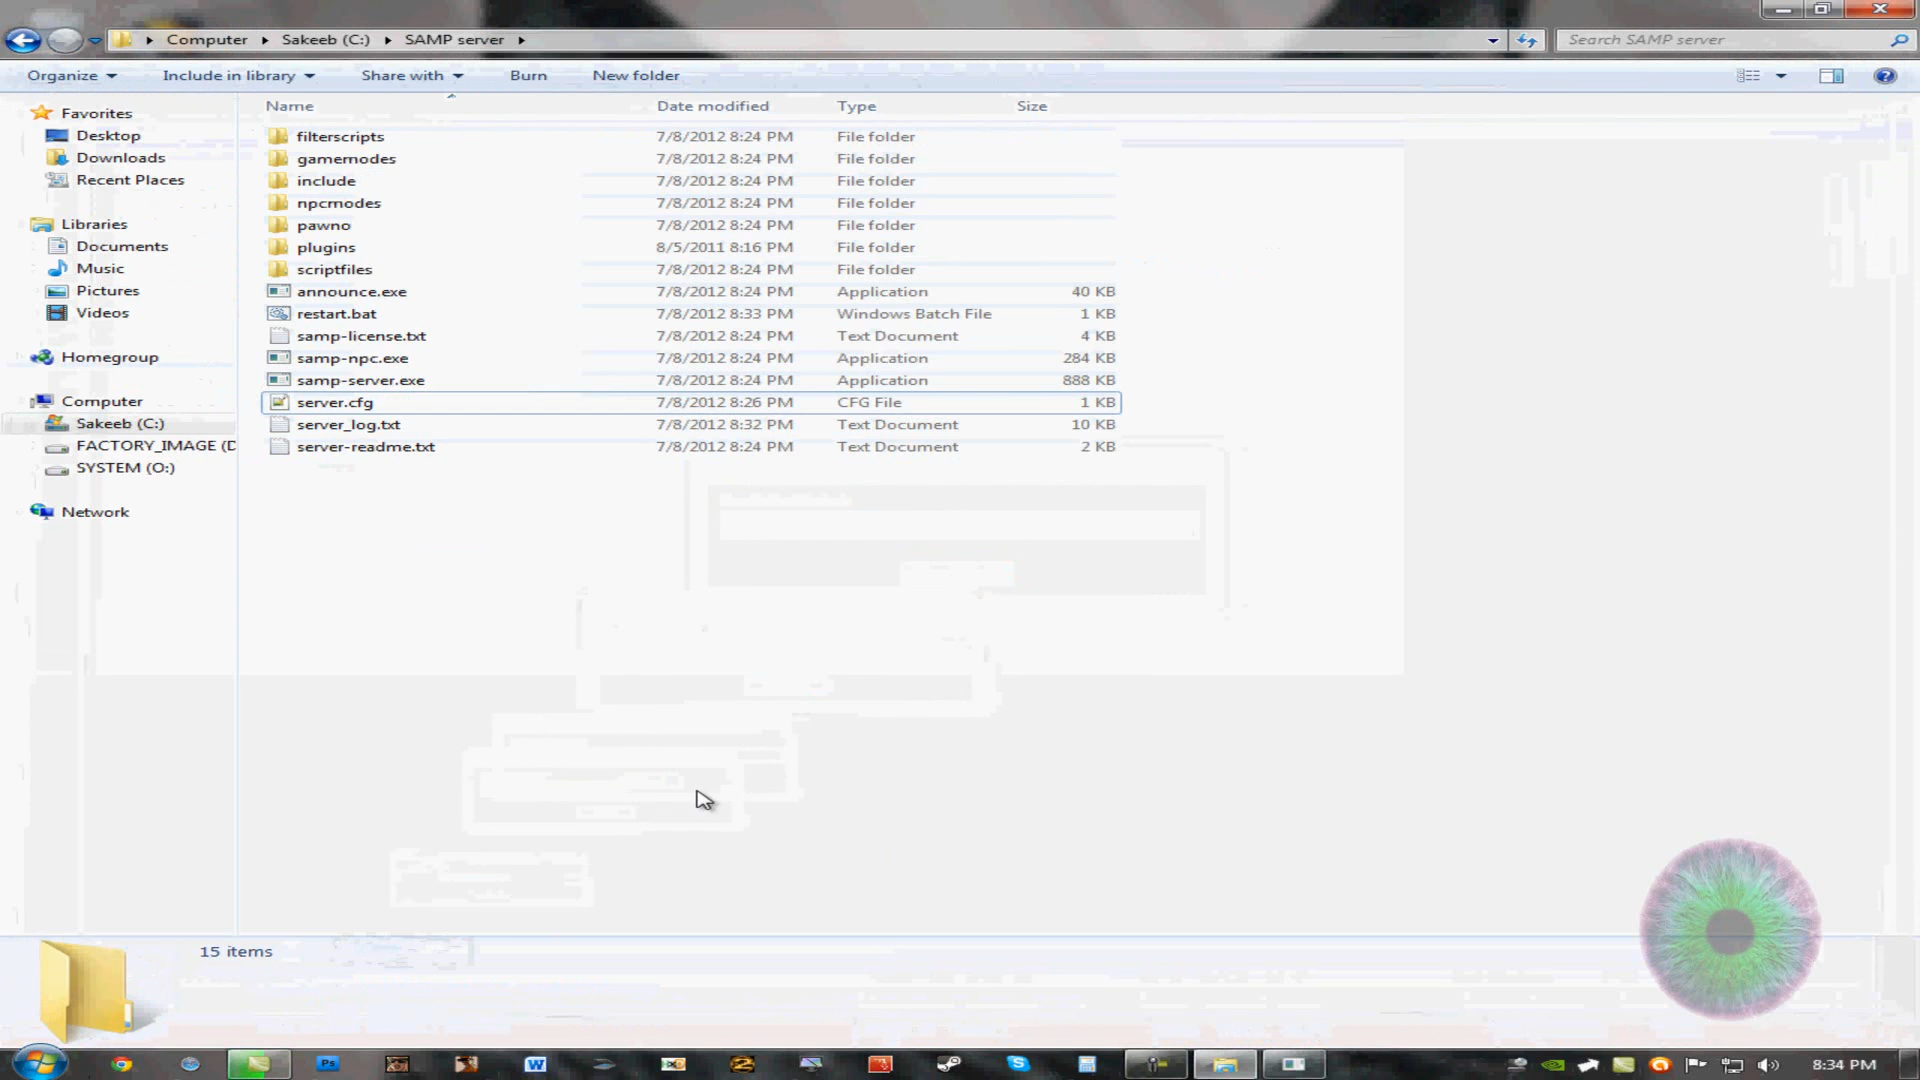 Computer Sakeeb (C:) SAMP server
Search SAMP server
Organize Include in library Share with Burn New folder
Name Date modified Type Size
Favorites
Desktop
Downloads
Recent Places
Libraries
Documents
Music
Pictures
Videos
Homegroup
Computer
Sakeeb (C:)
FACTORY_IMAGE (D
SYSTEM (O:)
Network
filterscripts 7/8/2012 8:24 PM File folder
gamemodes 7/8/2012 8:24 PM File folder
include 7/8/2012 8:24 PM File folder
npcmodes 7/8/2012 8:24 PM File folder
pawno 7/8/2012 8:24 PM File folder
plugins 8/5/2011 8:16 PM File folder
scriptfiles 7/8/2012 8:24 PM File folder
announce.exe 7/8/2012 8:24 PM Application 40 KB
restart.bat 7/8/2012 8:33 PM Windows Batch File 1 KB
samp-license.txt 7/8/2012 8:24 PM Text Document 4 KB
samp-npc.exe 7/8/2012 8:24 PM Application 284 KB
samp-server.exe 7/8/2012 8:24 PM Application 888 KB
server.cfg 7/8/2012 8:26 PM CFG File 1 KB
server_log.txt 7/8/2012 8:32 PM Text Document 10 KB
server-readme.txt 7/8/2012 8:24 PM Text Document 2 KB
15 items
Ps
W
8:34 PM